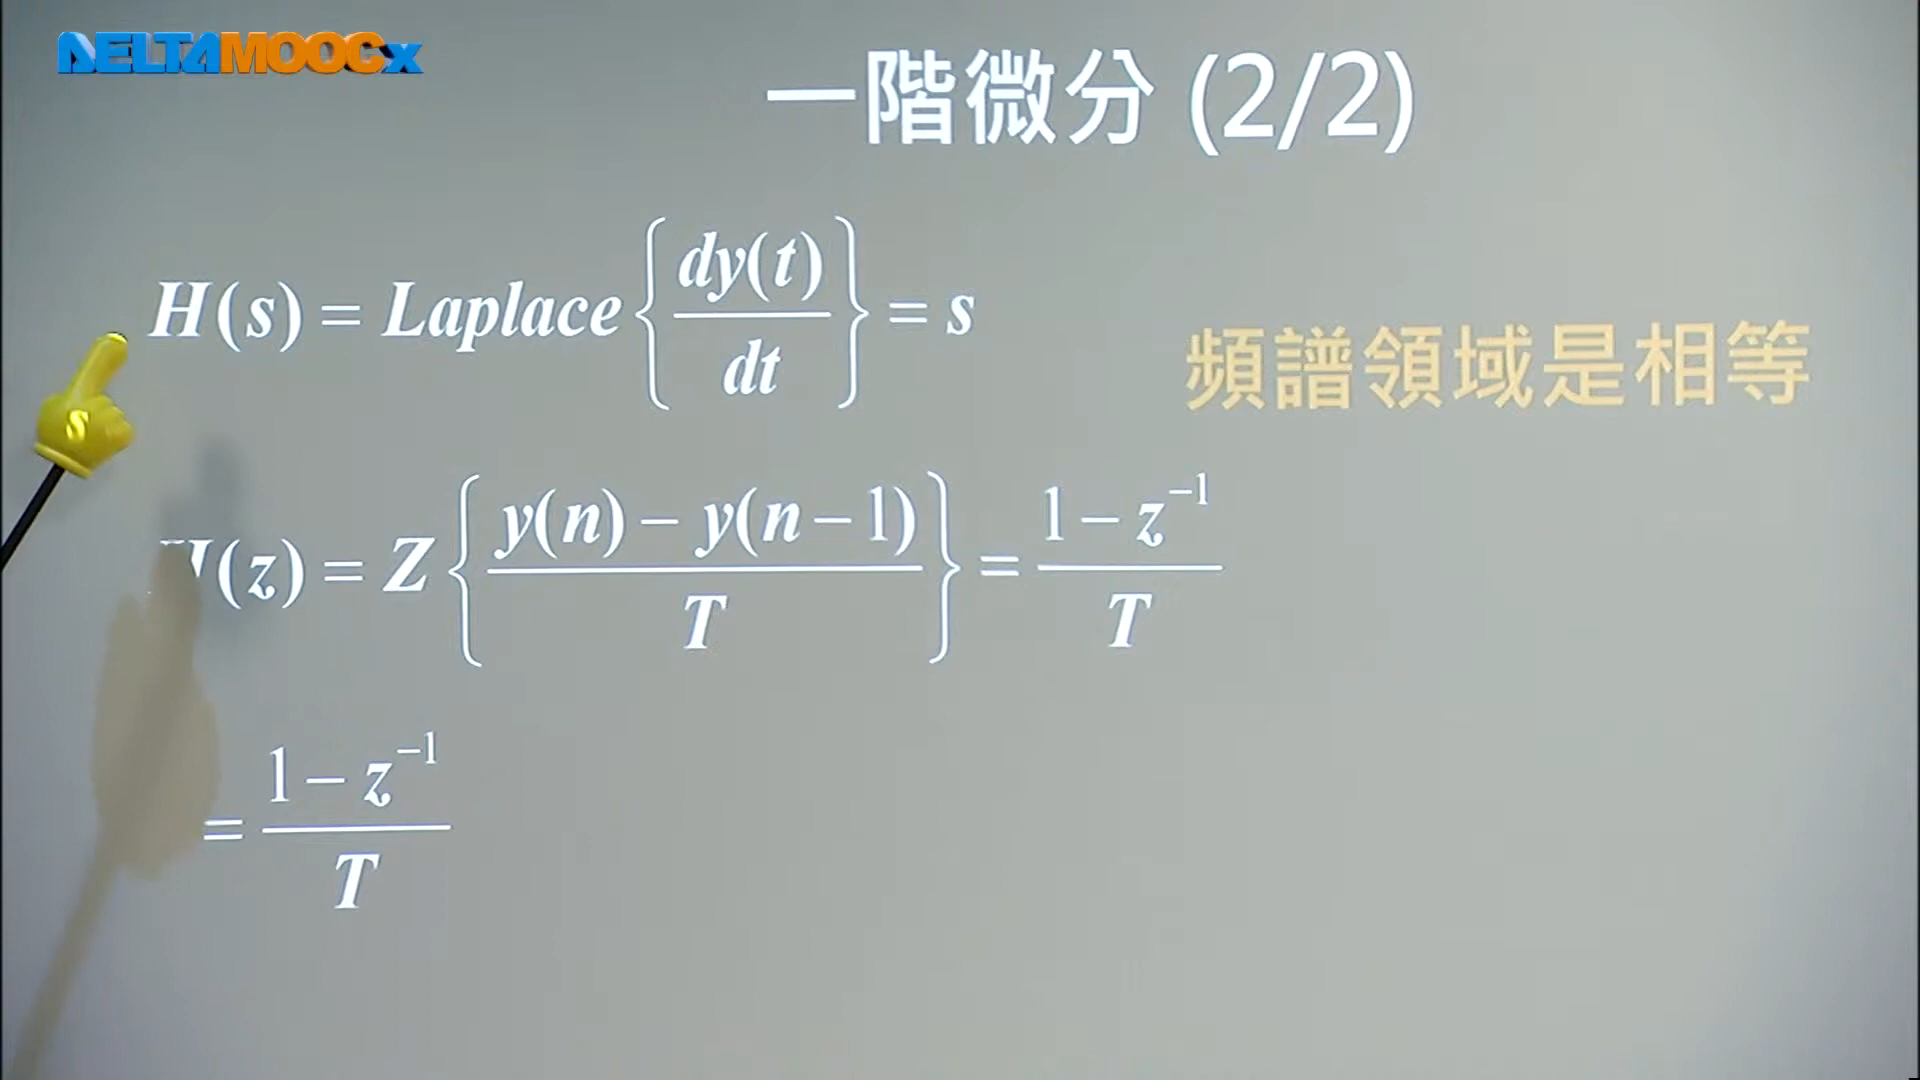 DELTAMOOCx
一階微分 (2/2)
H(s) = Laplace{dy(t)/dt} = s
頻譜領域是相等
(z) = Z{(y(n) − y(n−1))/T} = (1 − z⁻¹)/T
= (1 − z⁻¹)/T
S